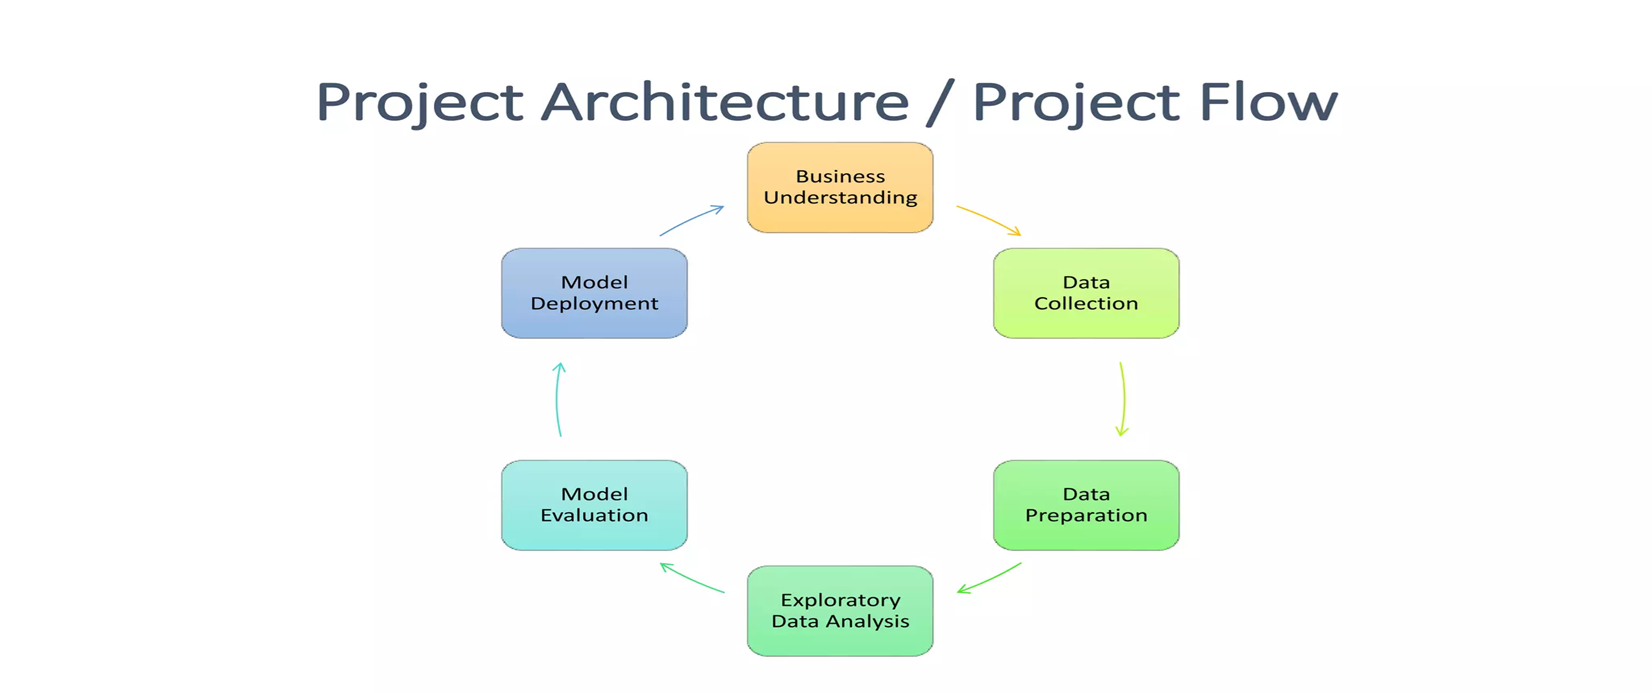 Project Architecture / Project Flow
Business
Understanding
Data
Collection
Data
Preparation
Exploratory
Data Analysis
Model
Evaluation
Model
Deployment